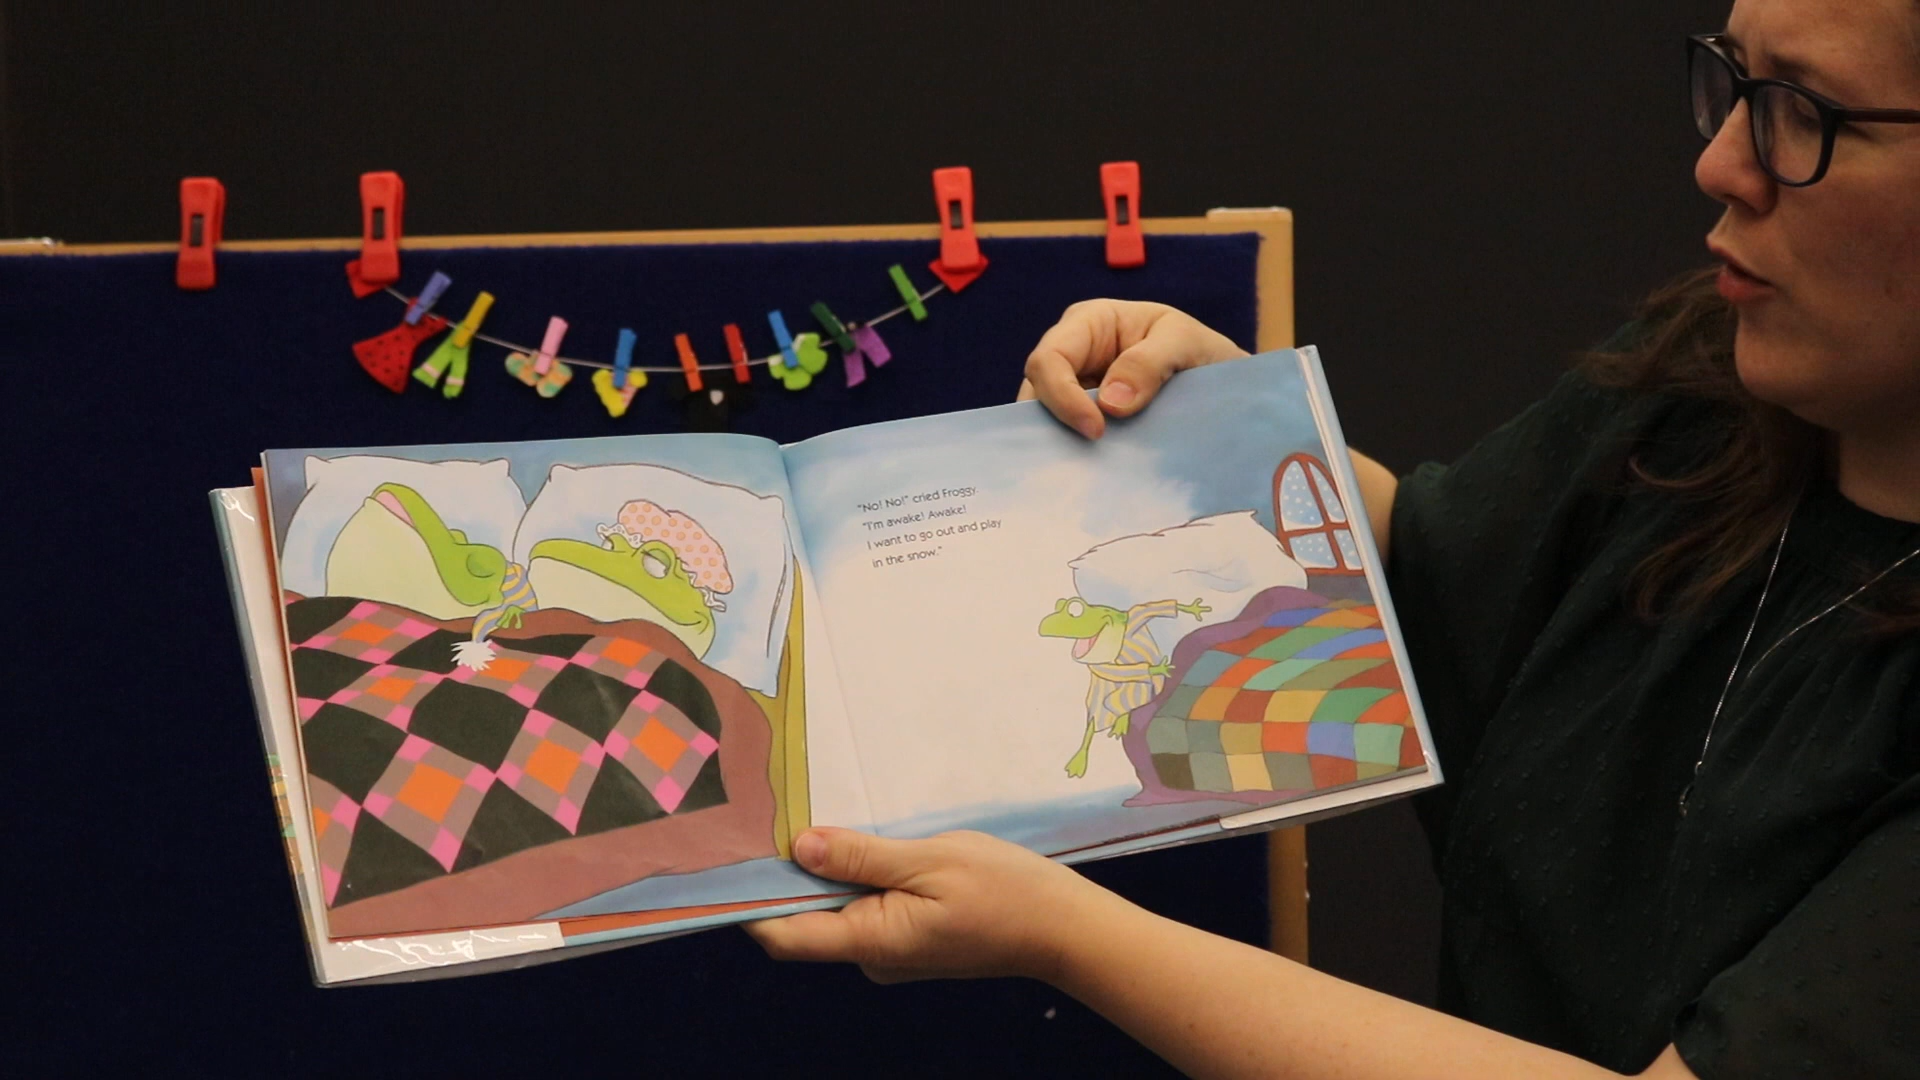 "No! No!" cried Froggy.
"I'm awake! Awake!
I want to go out and play
in the snow."